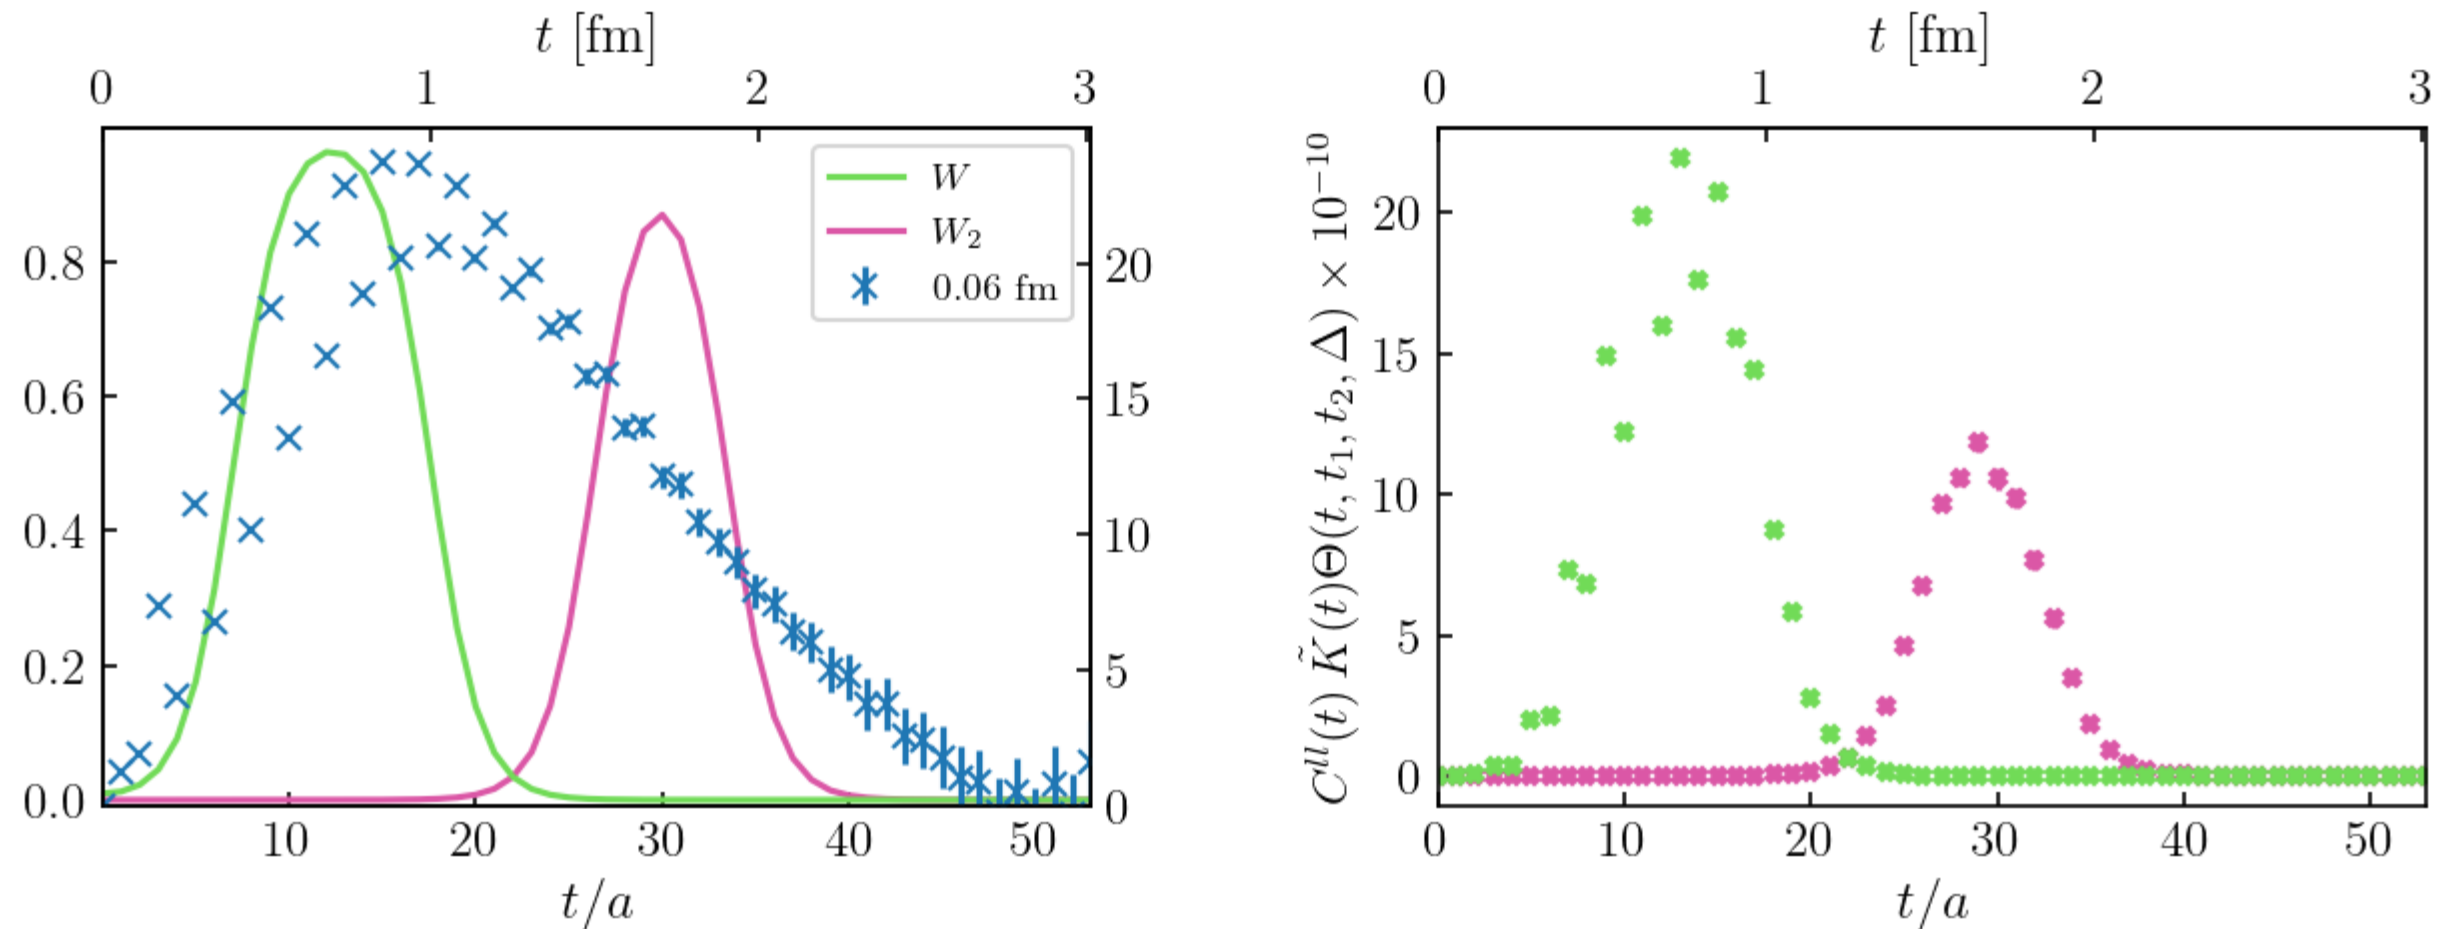 t [fm]
0 1 2 3
0.8
0.6
0.4
0.2
0.0
W
W₂
0.06 fm
20
15
10
5
0
10 20 30 40 50
t/a
t [fm]
0 1 2 3
Cˡˡ(t) K̃(t)Θ(t, t₁, t₂, Δ) × 10⁻¹⁰
20
15
10
5
0
0 10 20 30 40 50
t/a